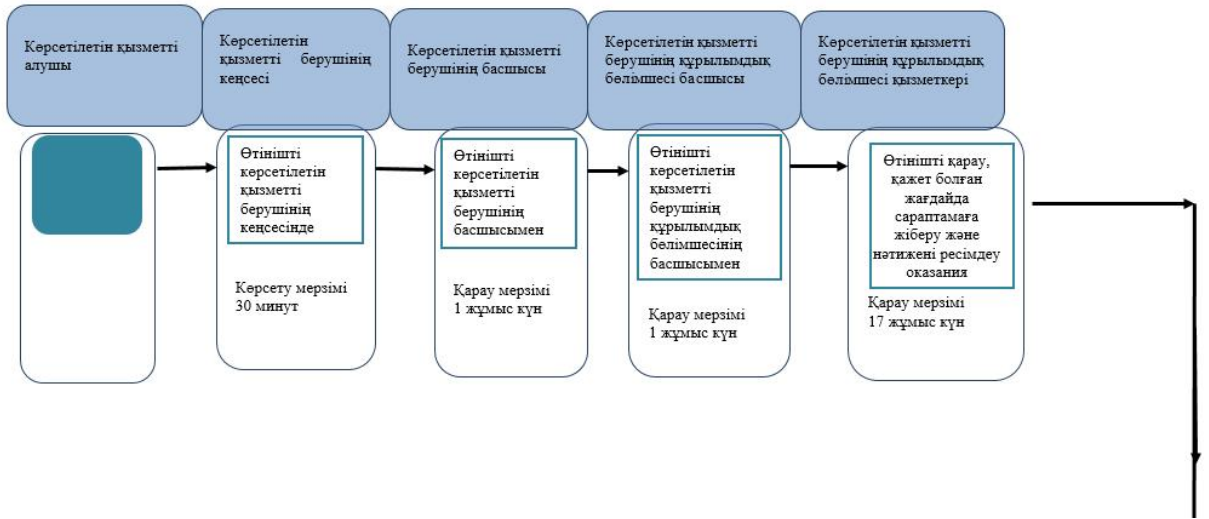 Көрсетілетін қызметті
алушы
Көрсетілетін
қызметті берушінің
кеңсесі
Көрсетілетін қызметті
берушінің басшысы
Көрсетілетін қызметті
берушінің құрылымдық
бөлімшесі басшысы
Көрсетілетін қызметті
берушінің құрылымдық
бөлімшесі қызметкері
Өтінішті
көрсетілетін
қызметті
берушінің
кеңсесінде
Көрсету мерзімі
30 минут
Өтінішті
көрсетілетін
қызметті
берушінің
басшысымен
Қарау мерзімі
1 жұмыс күн
Өтінішті
көрсетілетін
қызметті
берушінің
құрылымдық
бөлімшесінің
басшысымен
Қарау мерзімі
1 жұмыс күн
Өтінішті қарау,
қажет болған
жағдайда
сараптамаға
жіберу және
нәтижені ресімдеу
оказания
Қарау мерзімі
17 жұмыс күн